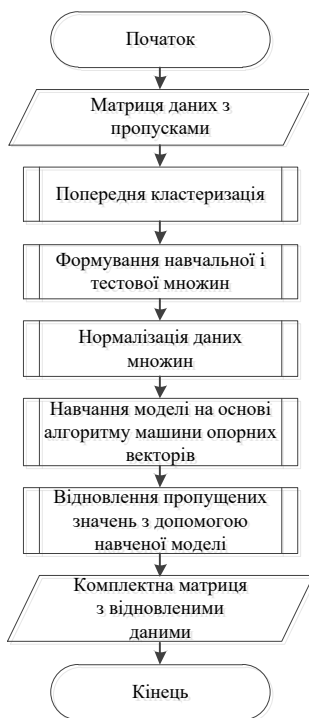 Початок
Матриця даних з
пропусками
Попередня кластеризація
Формування навчальної і
тестової множин
Нормалізація даних
множин
Навчання моделі на основі
алгоритму машини опорних
векторів
Відновлення пропущених
значень з допомогою
навченої моделі
Комплектна матриця
з відновленими
даними
Кінець